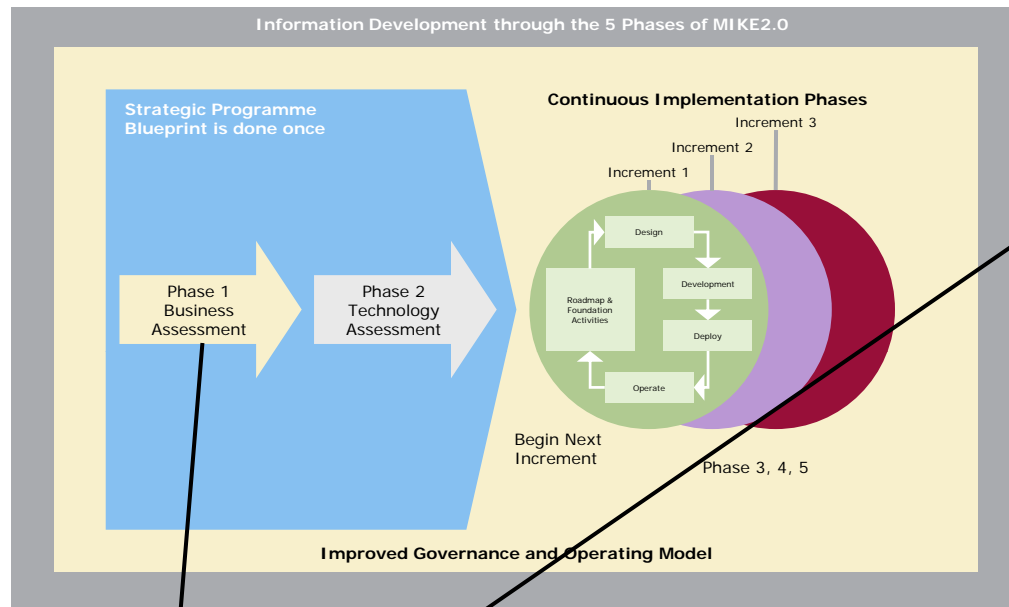 Information Development through the 5 Phases of MIKE2.0
Strategic Programme
Blueprint is done once
Phase 1
Business
Assessment
Phase 2
Technology
Assessment
Continuous Implementation Phases
Increment 3
Increment 2
Increment 1
Design
Development
Roadmap &
Foundation
Activities
Deploy
Operate
Begin Next
Increment
Phase 3, 4, 5
Improved Governance and Operating Model